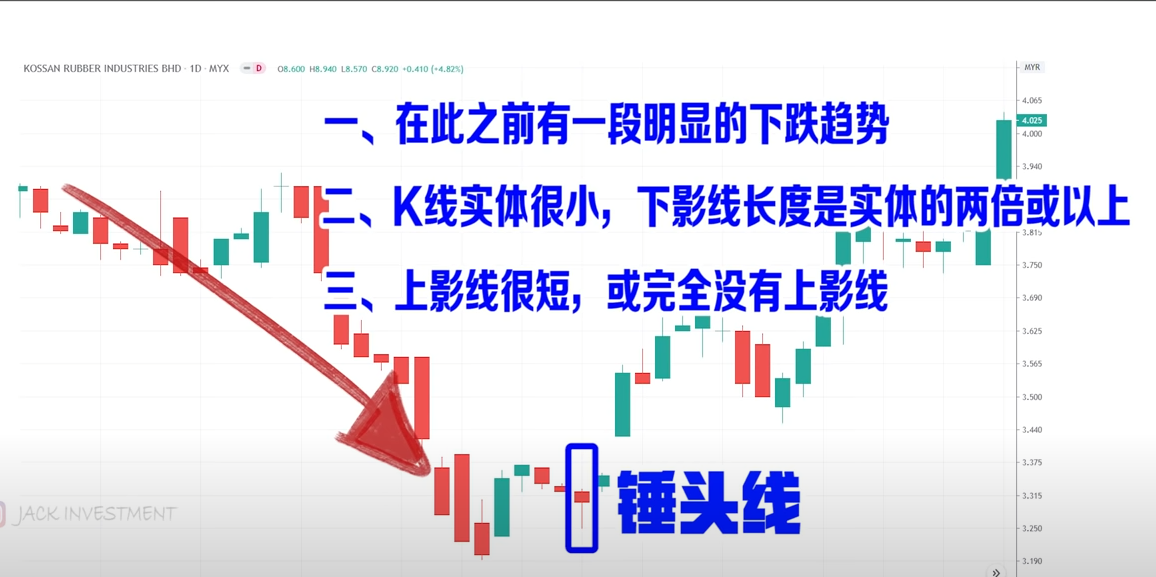 KOSSAN RUBBER INDUSTRIES BHD · 1D · MYX D O8.600 H8.940 L8.570 C8.920 +0.410 (+4.82%)
MYR
一、在此之前有一段明显的下跌趋势
二、K线实体很小，下影线长度是实体的两倍或以上
三、上影线很短，或完全没有上影线
锤头线
JACK INVESTMENT
4.065
4.025
4.000
3.940
3.815
3.750
3.690
3.625
3.565
3.500
3.440
3.375
3.315
3.250
3.190